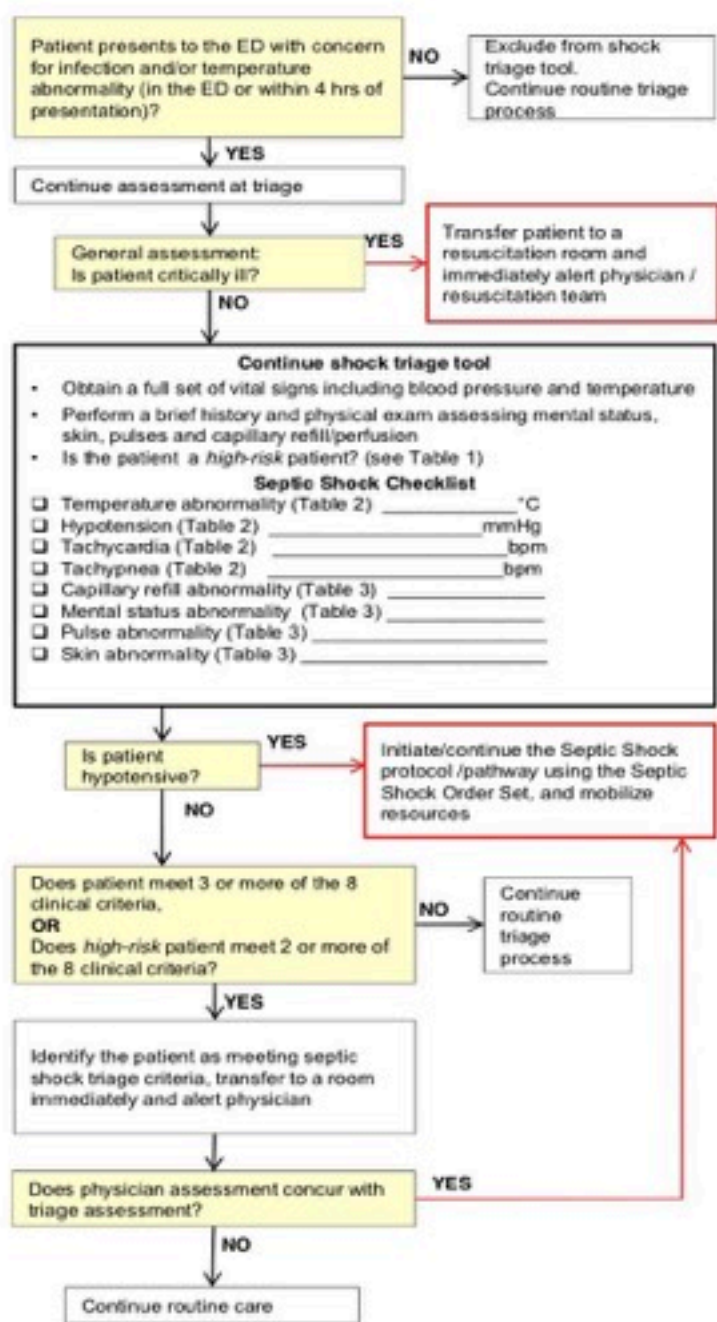 Patient presents to the ED with concern
for infection and/or temperature
abnormality (in the ED or within 4 hrs of
presentation)?
NO
Exclude from shock
triage tool.
Continue routine triage
process
YES
Continue assessment at triage
General assessment:
Is patient critically ill?
YES
Transfer patient to a
resuscitation room and
immediately alert physician /
resuscitation team
NO
Continue shock triage tool
• Obtain a full set of vital signs including blood pressure and temperature
• Perform a brief history and physical exam assessing mental status,
skin, pulses and capillary refill/perfusion
• Is the patient a high-risk patient? (see Table 1)
Septic Shock Checklist
❑ Temperature abnormality (Table 2) ____________°C
❑ Hypotension (Table 2) ____________________mmHg
❑ Tachycardia (Table 2) ____________________bpm
❑ Tachypnea (Table 2) ____________________bpm
❑ Capillary refill abnormality (Table 3) ______________
❑ Mental status abnormality (Table 3) ______________
❑ Pulse abnormality (Table 3) ____________________
❑ Skin abnormality (Table 3) ____________________
Is patient
hypotensive?
YES
Initiate/continue the Septic Shock
protocol /pathway using the Septic
Shock Order Set, and mobilize
resources
NO
Does patient meet 3 or more of the 8
clinical criteria,
OR
Does high-risk patient meet 2 or more of
the 8 clinical criteria?
NO
Continue
routine
triage
process
YES
Identify the patient as meeting septic
shock triage criteria, transfer to a room
immediately and alert physician
Does physician assessment concur with
triage assessment?
YES
NO
Continue routine care